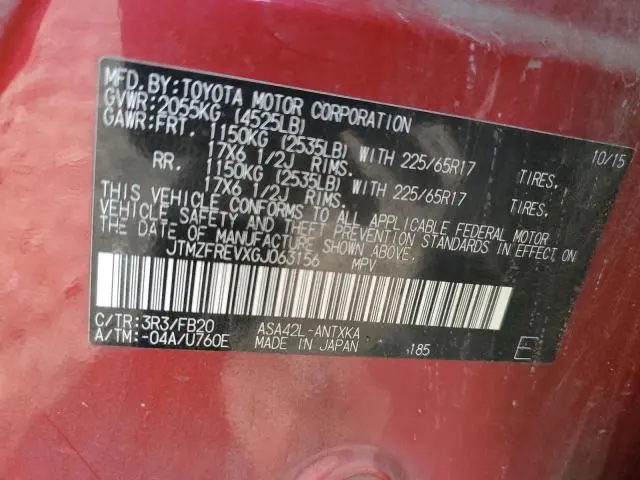 MFD.BY:TOYOTA MOTOR CORPORATION 10/15
GVWR:2055KG (4525LB)
GAWR:FRT. 1150KG (2535LB) WITH 225/65R17 TIRES,
17X6 1/2J RIMS.
RR. 1150KG (2535LB) WITH 225/65R17 TIRES,
17X6 1/2J RIMS.
THIS VEHICLE CONFORMS TO ALL APPLICABLE FEDERAL MOTOR
VEHICLE SAFETY AND THEFT PREVENTION STANDARDS IN EFFECT ON
THE DATE OF MANUFACTURE SHOWN ABOVE.
JTMZFREVXGJ063156 MPV
C/TR:3R3/FB20 ASA42L-ANTXKA
A/TM:-04A/U760E MADE IN JAPAN 185 E